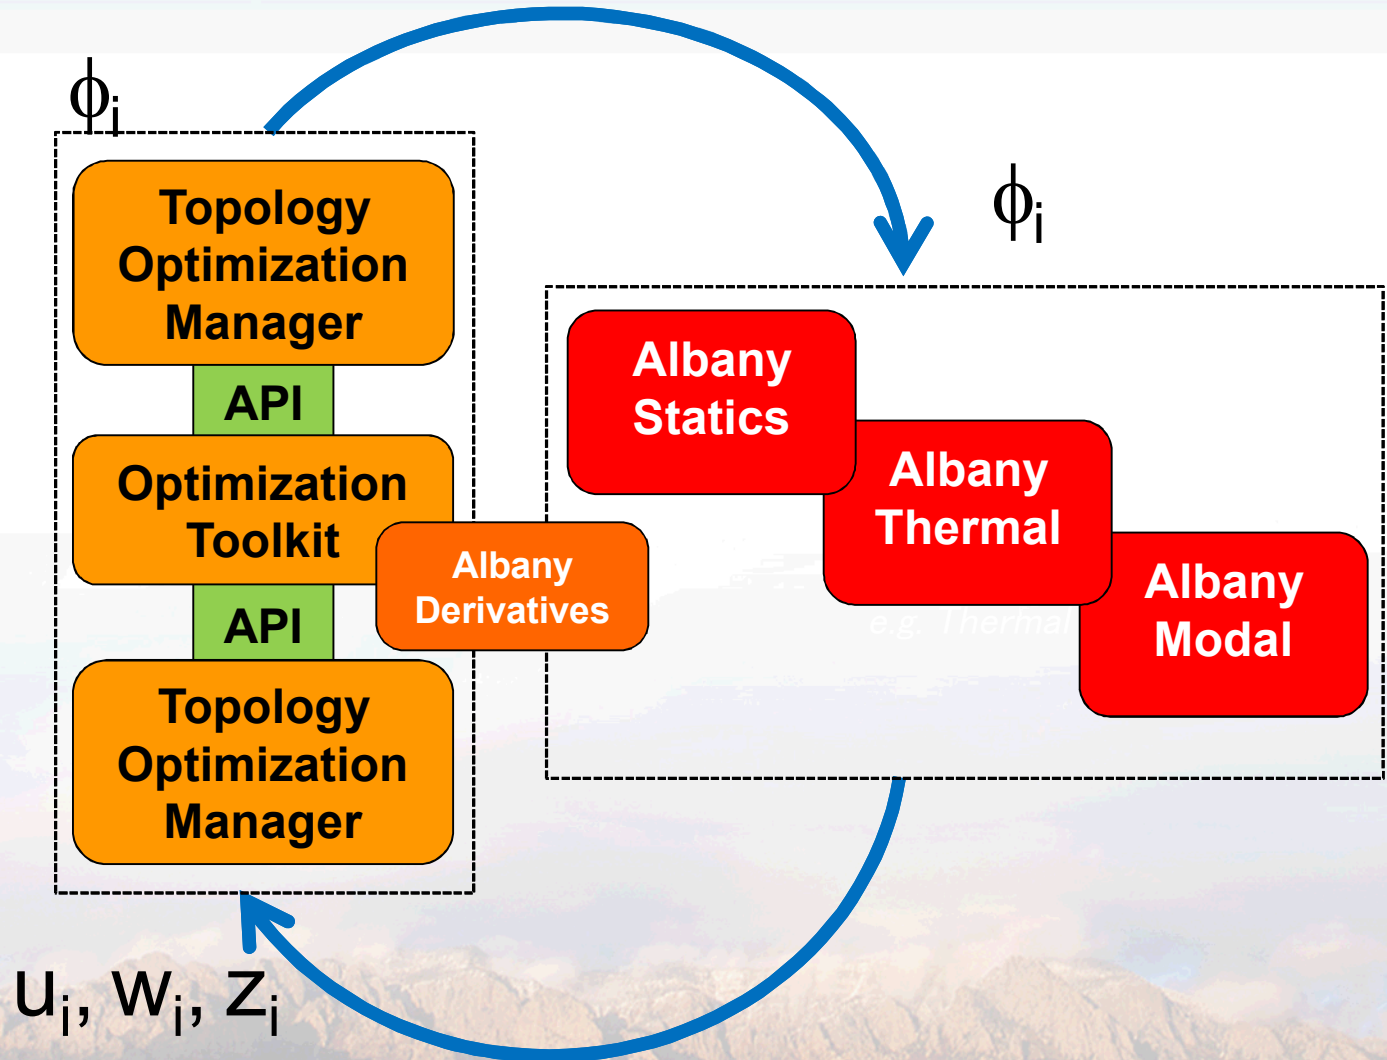 ϕi
Topology
Optimization
Manager
API
Optimization
Toolkit
API
Topology
Optimization
Manager
Albany
Derivatives
ϕi
Albany
Statics
Albany
Thermal
e.g. Thermal
Albany
Modal
ui, wi, zi